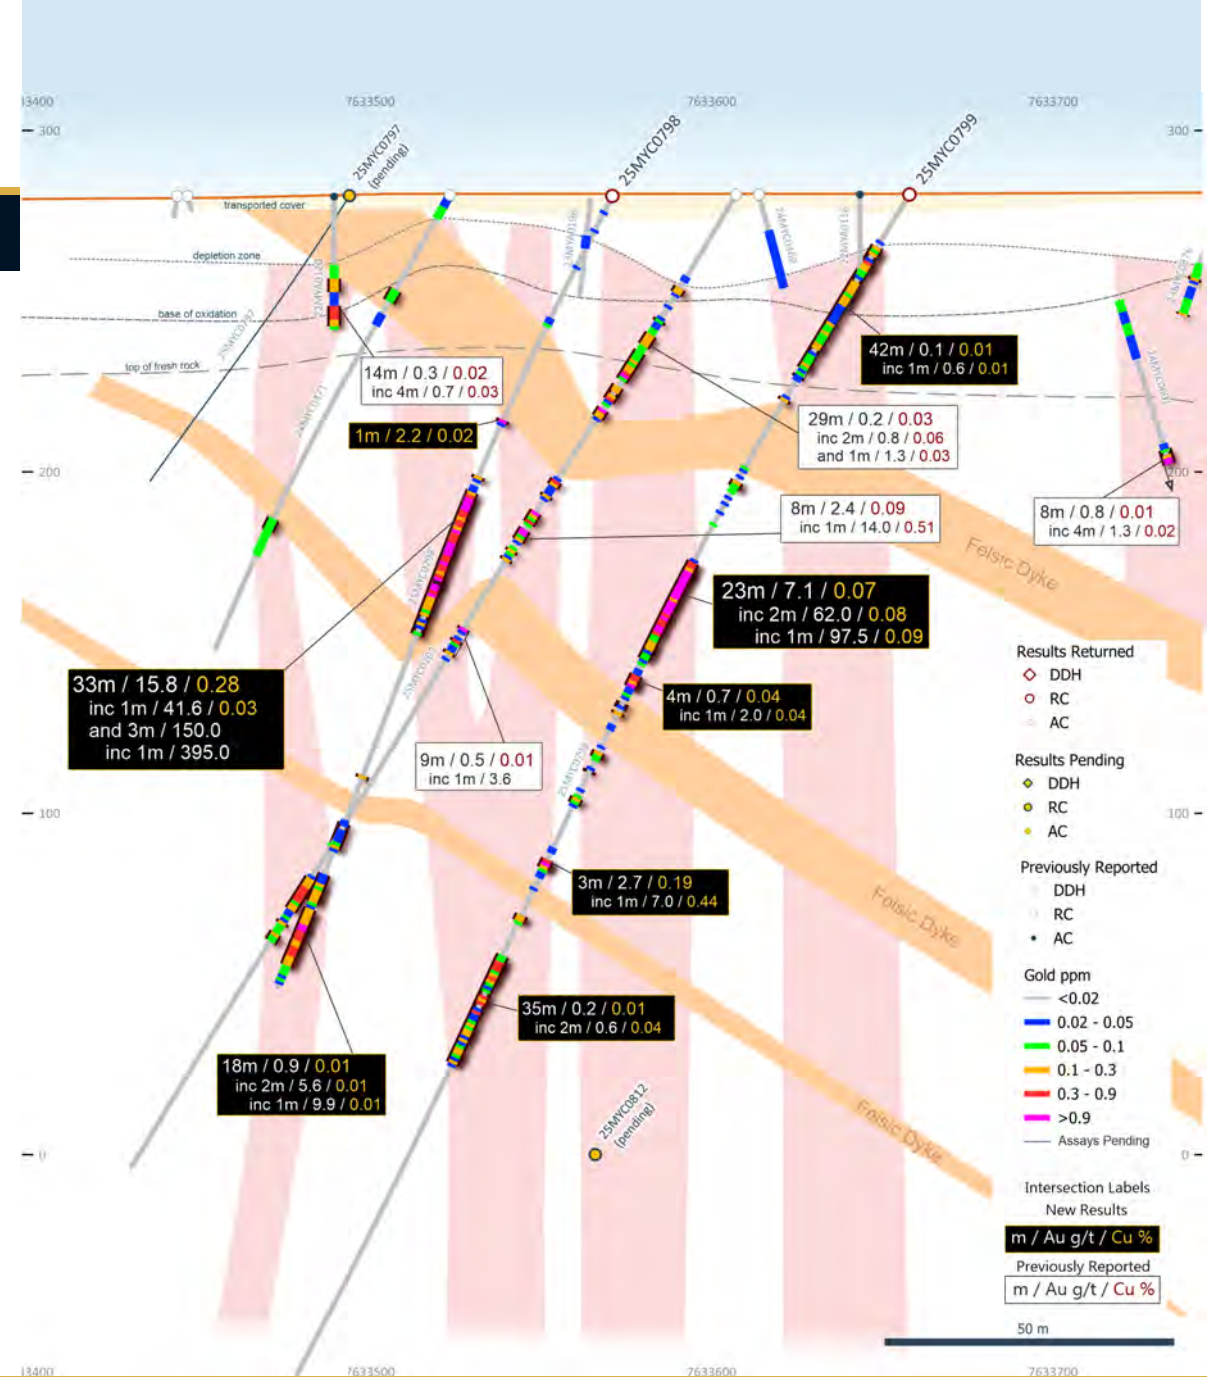 7633500
7633600
7633700
300
300
25MYC0797
(pending)
25MYC0798
25MYC0799
transported cover
depletion zone
base of oxidation
top of fresh rock
42m / 0.1 / 0.01
inc 1m / 0.6 / 0.01
14m / 0.3 / 0.02
inc 4m / 0.7 / 0.03
1m / 2.2 / 0.02
29m / 0.2 / 0.03
inc 2m / 0.8 / 0.06
and 1m / 1.3 / 0.03
200
200
8m / 2.4 / 0.09
inc 1m / 14.0 / 0.51
8m / 0.8 / 0.01
inc 4m / 1.3 / 0.02
Felsic Dyke
23m / 7.1 / 0.07
inc 2m / 62.0 / 0.08
inc 1m / 97.5 / 0.09
33m / 15.8 / 0.28
inc 1m / 41.6 / 0.03
and 3m / 150.0
inc 1m / 395.0
4m / 0.7 / 0.04
inc 1m / 2.0 / 0.04
9m / 0.5 / 0.01
inc 1m / 3.6
25MYC0799
100
100
3m / 2.7 / 0.19
inc 1m / 7.0 / 0.44
Felsic Dyke
35m / 0.2 / 0.01
inc 2m / 0.6 / 0.04
18m / 0.9 / 0.01
inc 2m / 5.6 / 0.01
inc 1m / 9.9 / 0.01
25MYC0812
(pending)
Felsic Dyke
0
0
Results Returned
DDH
RC
AC
Results Pending
DDH
RC
AC
Previously Reported
DDH
RC
AC
Gold ppm
<0.02
0.02 - 0.05
0.05 - 0.1
0.1 - 0.3
0.3 - 0.9
>0.9
Assays Pending
Intersection Labels
New Results
m / Au g/t / Cu %
Previously Reported
m / Au g/t / Cu %
50 m
7633500
7633600
7633700